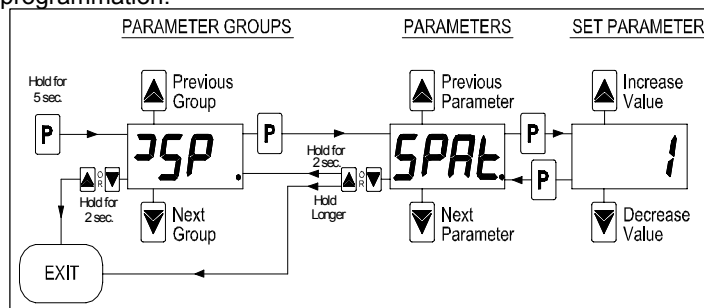 programmation.
PARAMETER GROUPS PARAMETERS SET PARAMETER
Hold for
5 sec.
P
Previous
Group
P
Previous
Parameter
P
Increase
Value
SP .
Hold for
2 sec.
SPAt.
1
P
OR
Hold for
2 sec.
OR
Hold
Longer
Next
Group
Next
Parameter
Decrease
Value
EXIT